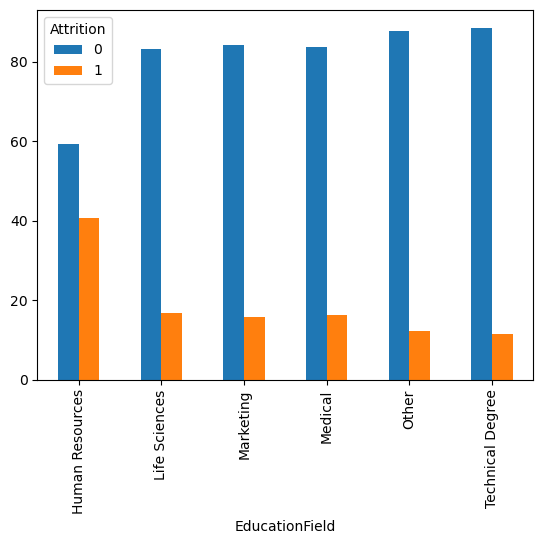 Attrition
0
1
80
60
40
20
0
Human Resources
Life Sciences
Marketing
Medical
Other
Technical Degree
EducationField